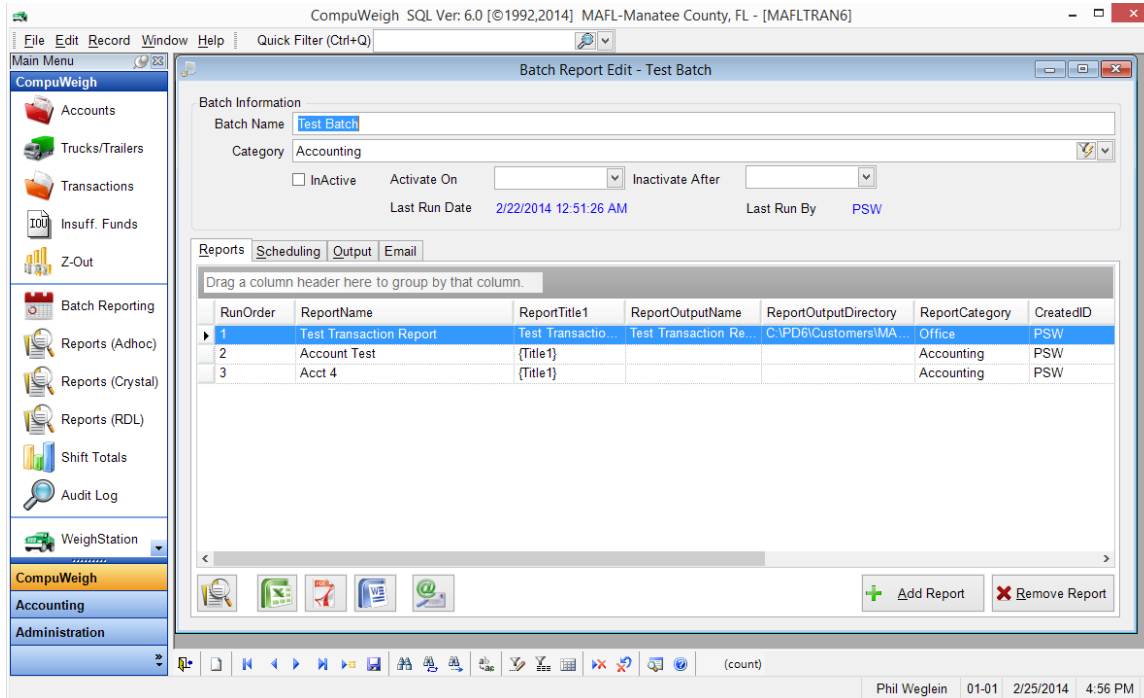 CompuWeigh SQL Ver: 6.0 [©1992,2014] MAFL-Manatee County, FL - [MAFLTRAN6]
File Edit Record Window Help Quick Filter (Ctrl+Q)
Main Menu
CompuWeigh
Accounts
Trucks/Trailers
Transactions
IOU
Insuff. Funds
Z-Out
Batch Reporting
Reports (Adhoc)
Reports (Crystal)
Reports (RDL)
Shift Totals
Audit Log
WeighStation
CompuWeigh
Accounting
Administration
Batch Report Edit - Test Batch
Batch Information
Batch Name Test Batch
Category Accounting
InActive Activate On Inactivate After
Last Run Date 2/22/2014 12:51:26 AM Last Run By PSW
Reports Scheduling Output Email
Drag a column header here to group by that column.
RunOrder ReportName ReportTitle1 ReportOutputName ReportOutputDirectory ReportCategory CreatedID
1 Test Transaction Report Test Transactio... Test Transaction Re... C:\PD6\Customers\MA... Office PSW
2 Account Test {Title1} Accounting PSW
3 Acct 4 {Title1} Accounting PSW
Add Report Remove Report
(count)
Phil Weglein 01-01 2/25/2014 4:56 PM